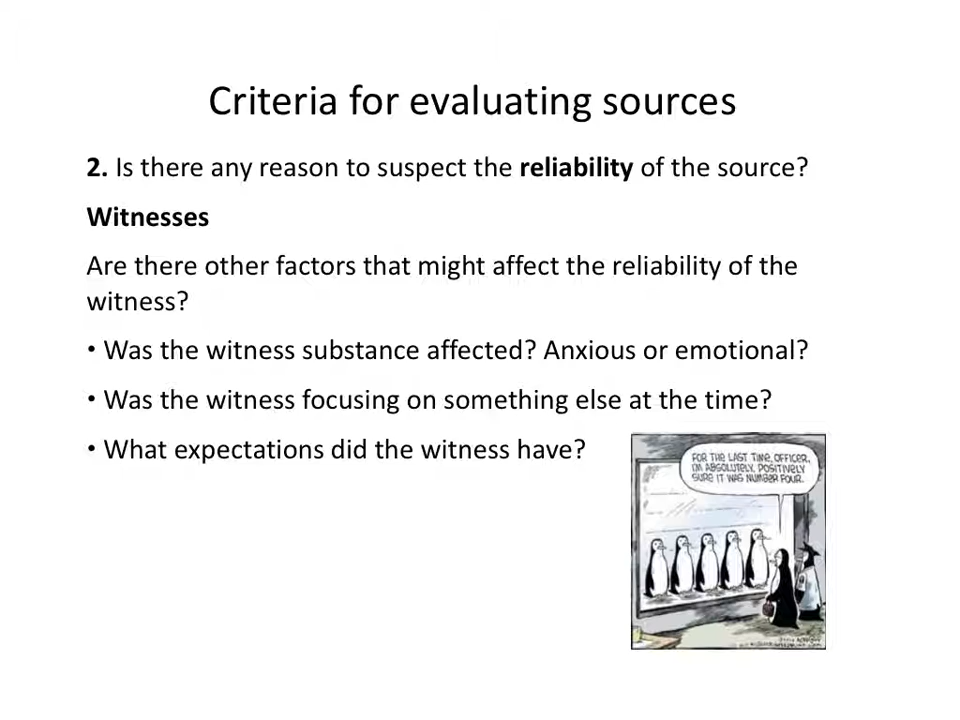 Criteria for evaluating sources
2. Is there any reason to suspect the reliability of the source?
Witnesses
Are there other factors that might affect the reliability of the
witness?
• Was the witness substance affected? Anxious or emotional?
• Was the witness focusing on something else at the time?
• What expectations did the witness have?
FOR THE LAST TIME, OFFICER,
I'M ABSOLUTELY, POSITIVELY
SURE IT WAS NUMBER FOUR.